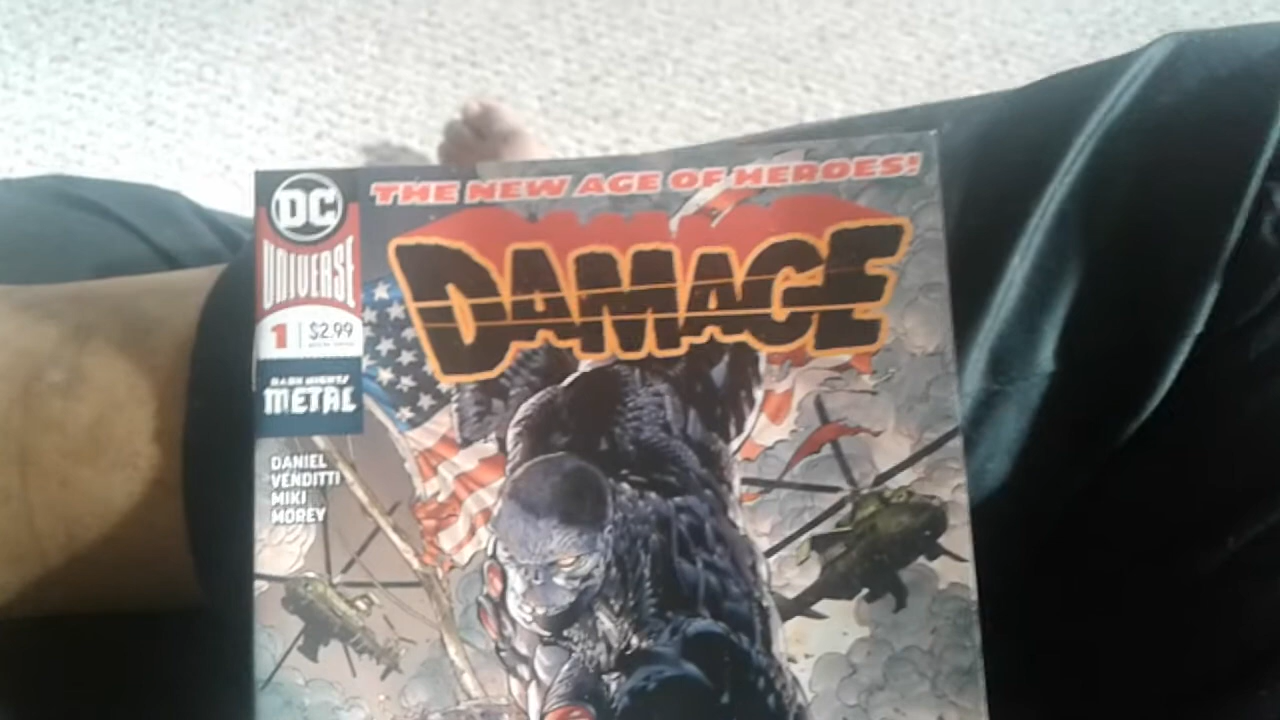 THE NEW AGE OF HEROES!
DC
UNIVERSE
DAMAGE
1 $2.99
DARK NIGHTS
METAL
DANIEL
VENDITTI
MIKI
MOREY